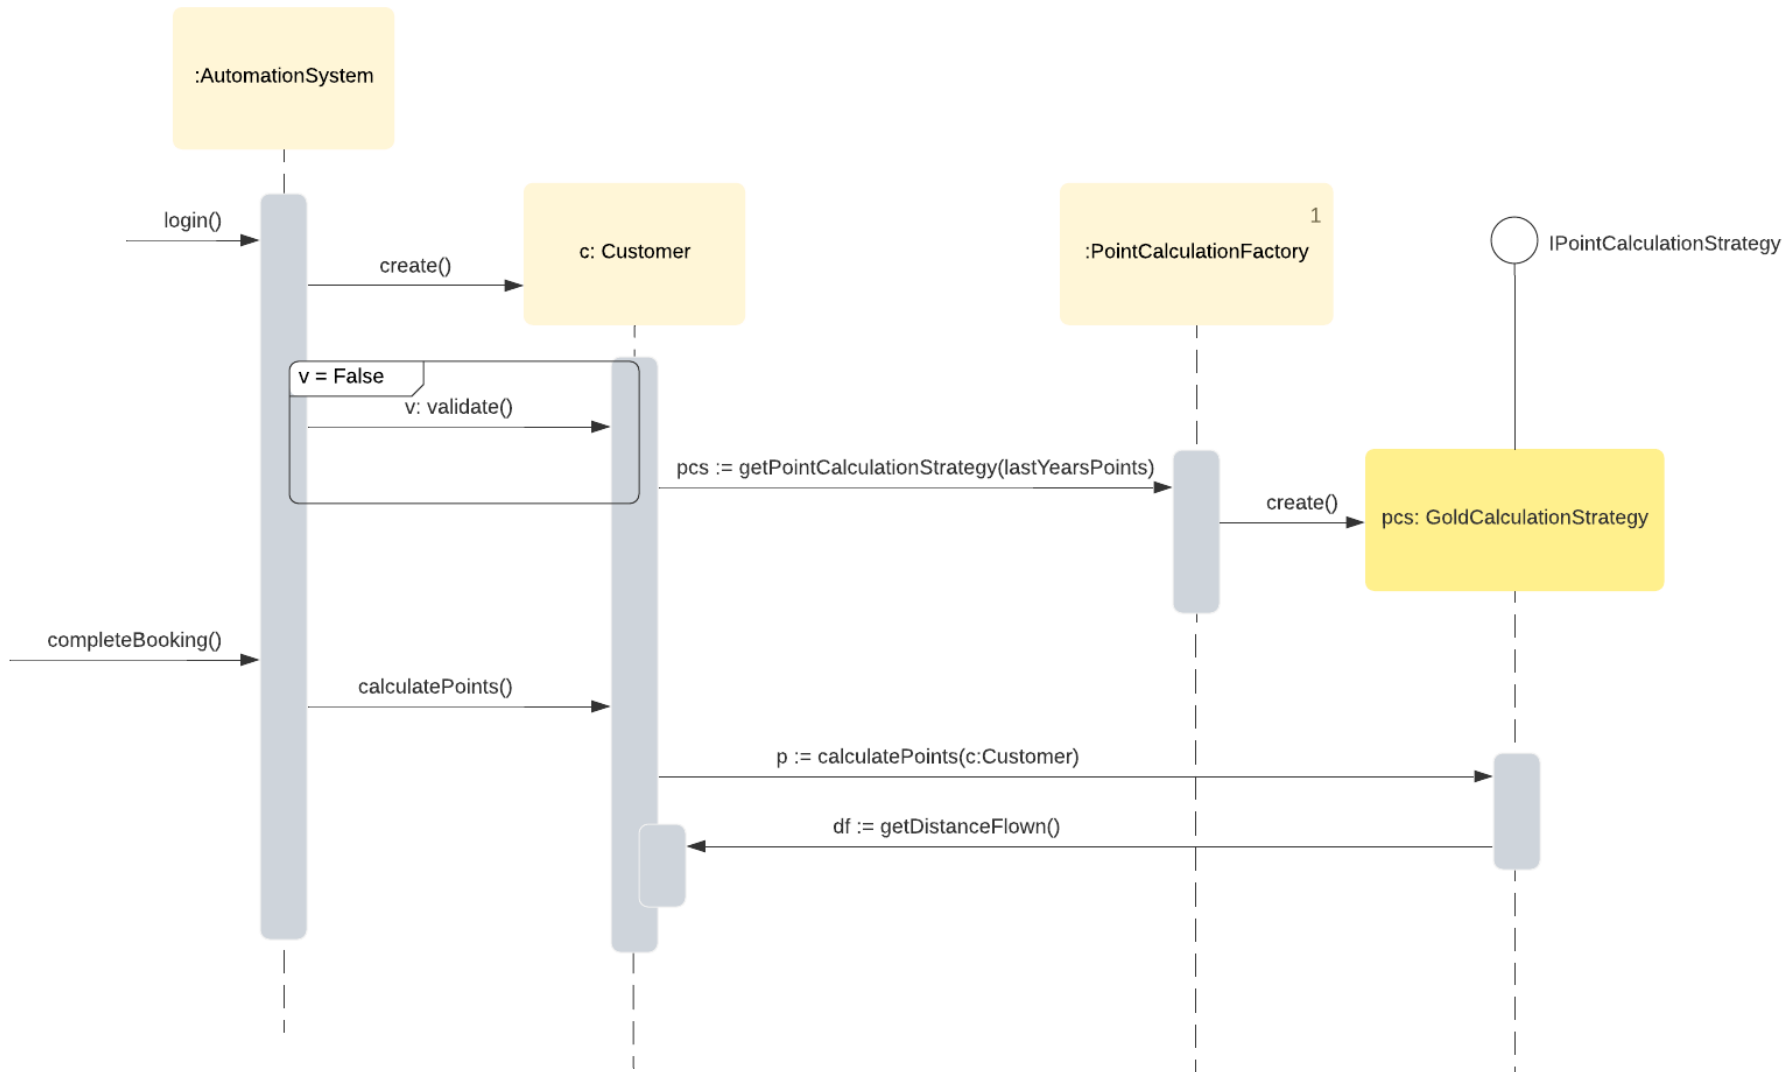 :AutomationSystem
login()
create()
c: Customer
1
:PointCalculationFactory
IPointCalculationStrategy
v = False
v: validate()
pcs := getPointCalculationStrategy(lastYearsPoints)
create()
pcs: GoldCalculationStrategy
completeBooking()
calculatePoints()
p := calculatePoints(c:Customer)
df := getDistanceFlown()